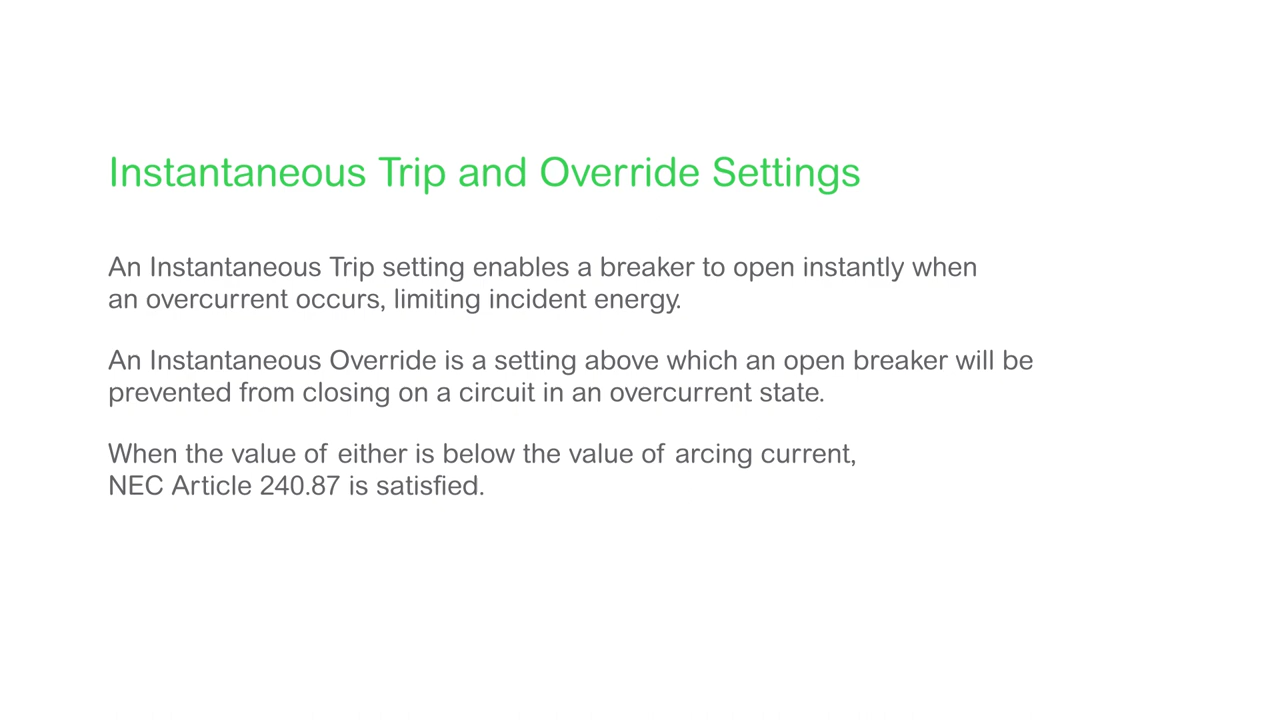 Instantaneous Trip and Override Settings
An Instantaneous Trip setting enables a breaker to open instantly when
an overcurrent occurs, limiting incident energy.
An Instantaneous Override is a setting above which an open breaker will be
prevented from closing on a circuit in an overcurrent state.
When the value of either is below the value of arcing current,
NEC Article 240.87 is satisfied.